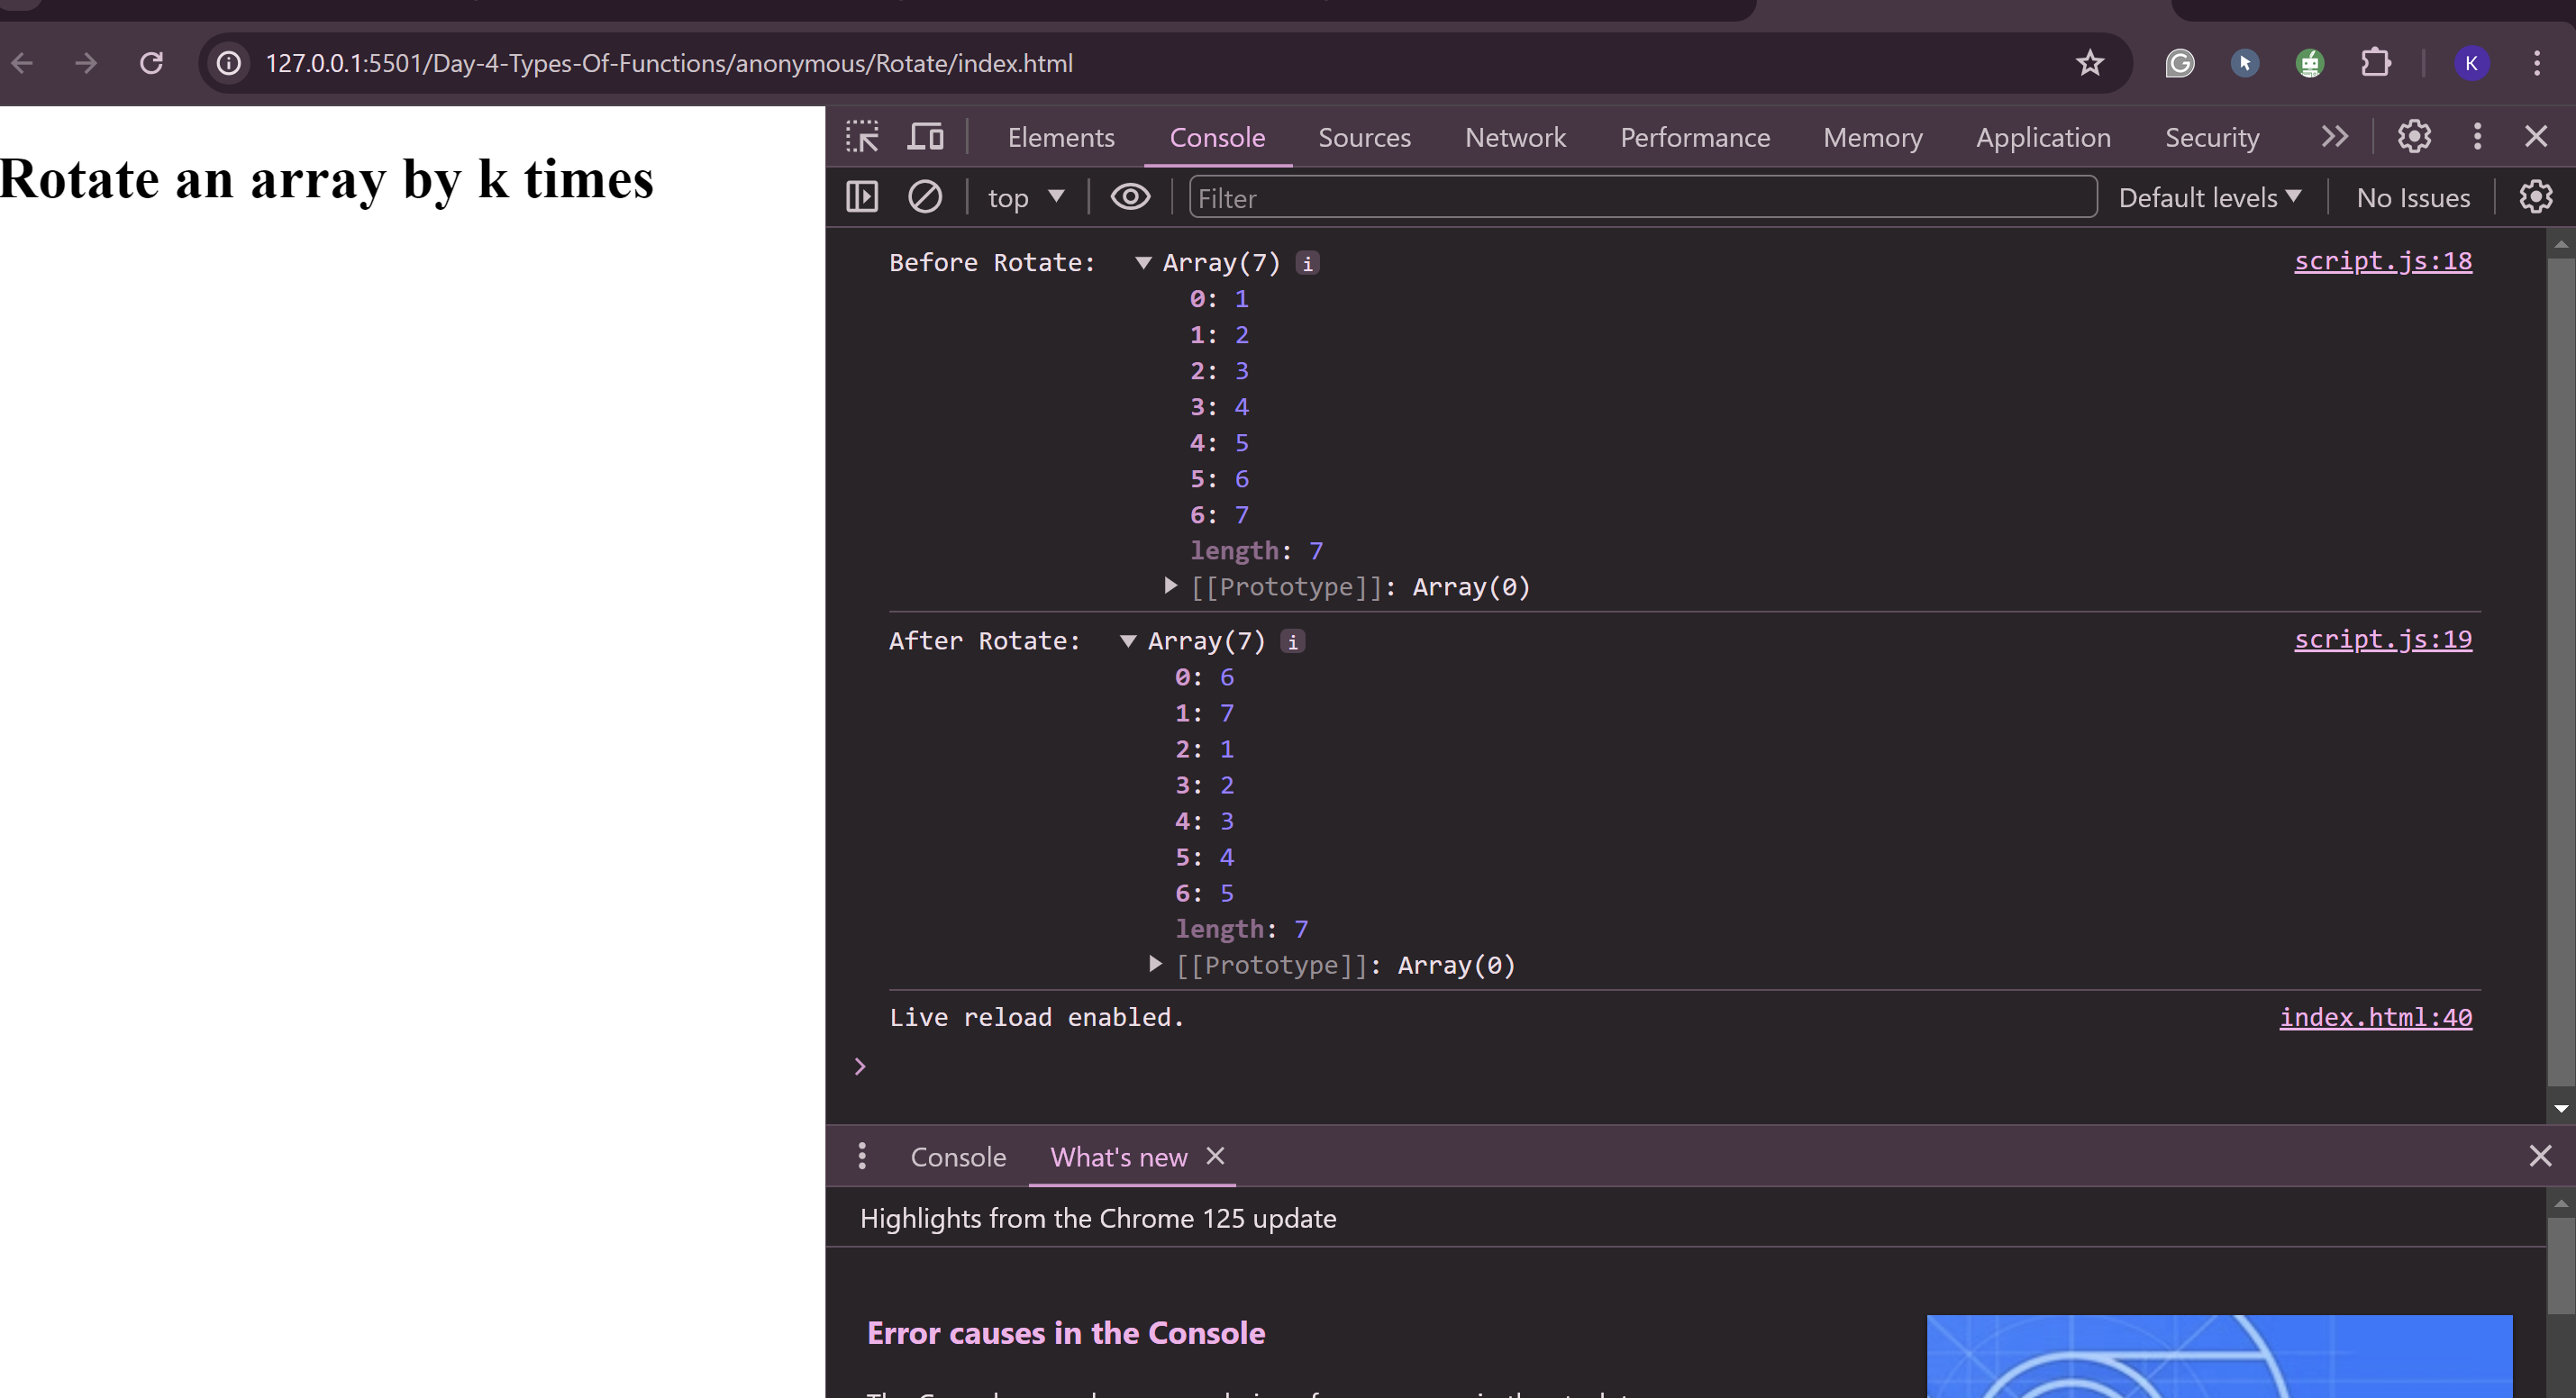 127.0.0.1:5501/Day-4-Types-Of-Functions/anonymous/Rotate/index.html
K
Rotate an array by k times
Elements Console Sources Network Performance Memory Application Security
top Filter Default levels No Issues
Before Rotate: Array(7) i script.js:18
0: 1
1: 2
2: 3
3: 4
4: 5
5: 6
6: 7
length: 7
[[Prototype]]: Array(0)
After Rotate: Array(7) i script.js:19
0: 6
1: 7
2: 1
3: 2
4: 3
5: 4
6: 5
length: 7
[[Prototype]]: Array(0)
Live reload enabled. index.html:40
Console What's new
Highlights from the Chrome 125 update
Error causes in the Console